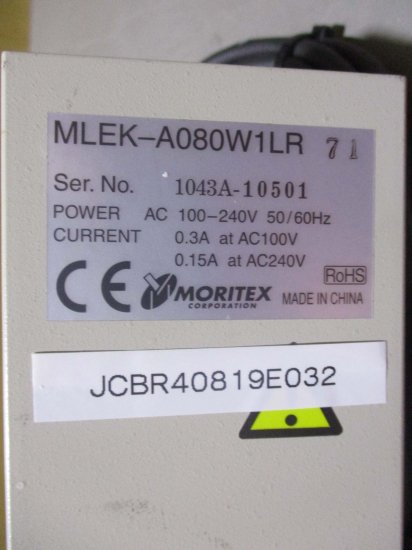 MLEK-A080W1LR 71
Ser. No. 1043A-10501
POWER AC 100-240V 50/60Hz
CURRENT 0.3A at AC100V
0.15A at AC240V
RoHS
CE MORITEX CORPORATION MADE IN CHINA
JCBR40819E032